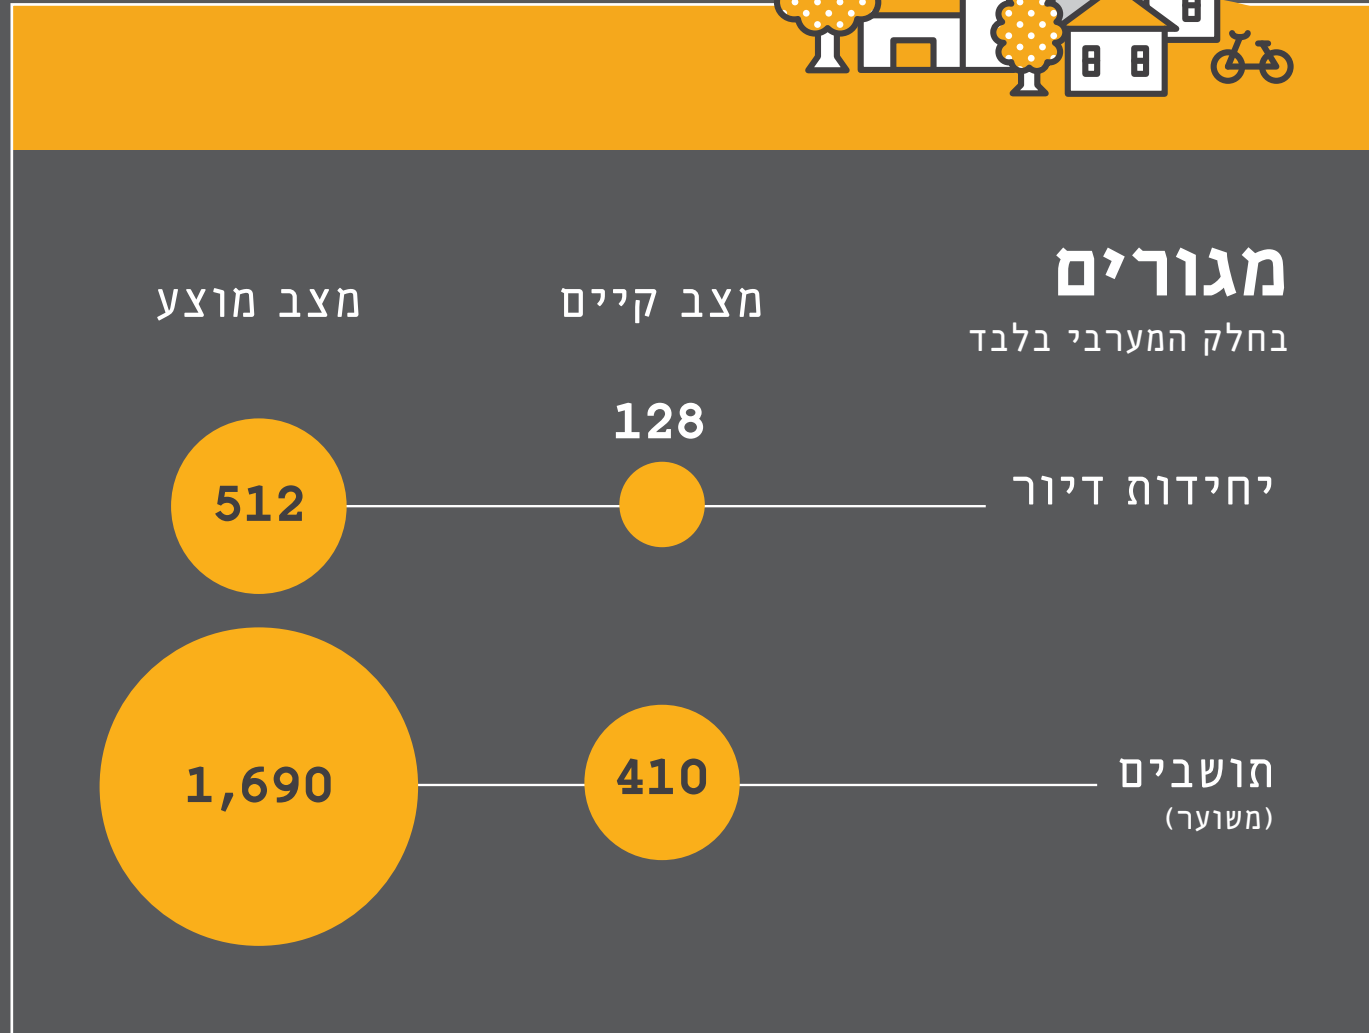 מגורים
בחלק המערבי בלבד
מצב קיים
מצב מוצע
יחידות דיור
128
512
תושבים
(משוער)
410
1,690